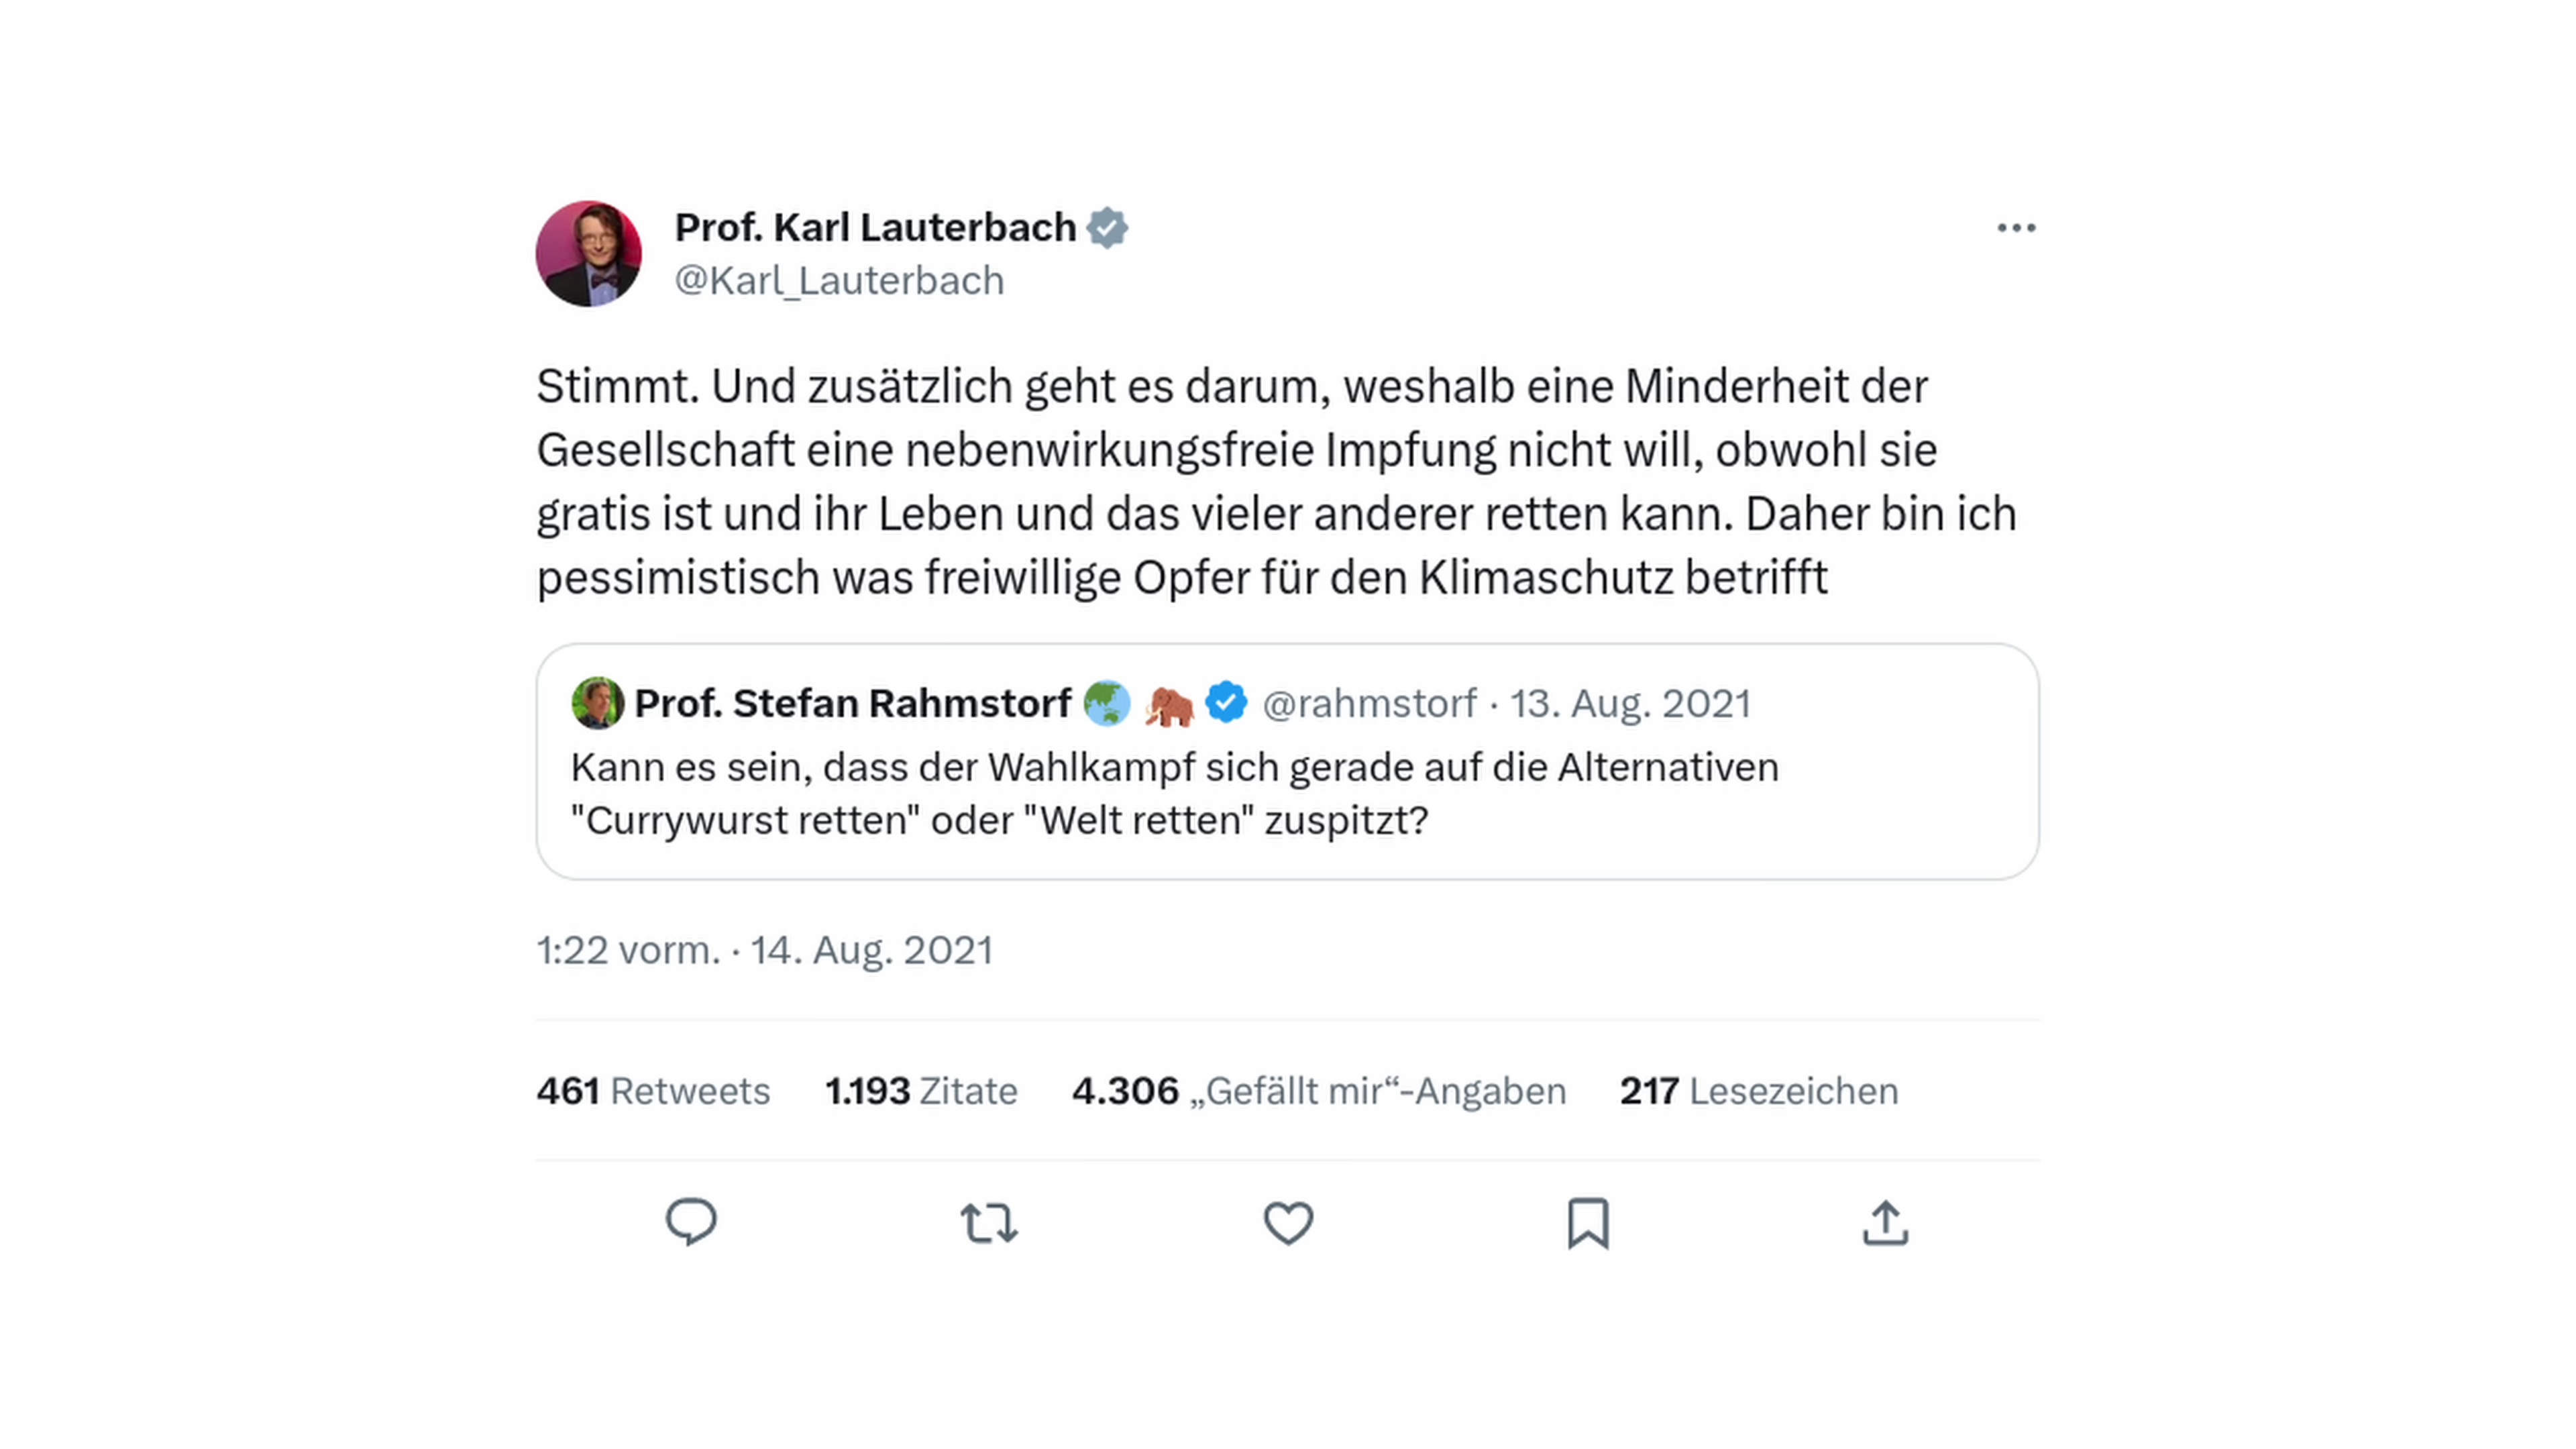 Prof. Karl Lauterbach
@Karl_Lauterbach
Stimmt. Und zusätzlich geht es darum, weshalb eine Minderheit der
Gesellschaft eine nebenwirkungsfreie Impfung nicht will, obwohl sie
gratis ist und ihr Leben und das vieler anderer retten kann. Daher bin ich
pessimistisch was freiwillige Opfer für den Klimaschutz betrifft
Prof. Stefan Rahmstorf 🌏 🦣 @rahmstorf · 13. Aug. 2021
Kann es sein, dass der Wahlkampf sich gerade auf die Alternativen
"Currywurst retten" oder "Welt retten" zuspitzt?
1:22 vorm. · 14. Aug. 2021
461 Retweets 1.193 Zitate 4.306 „Gefällt mir“-Angaben 217 Lesezeichen